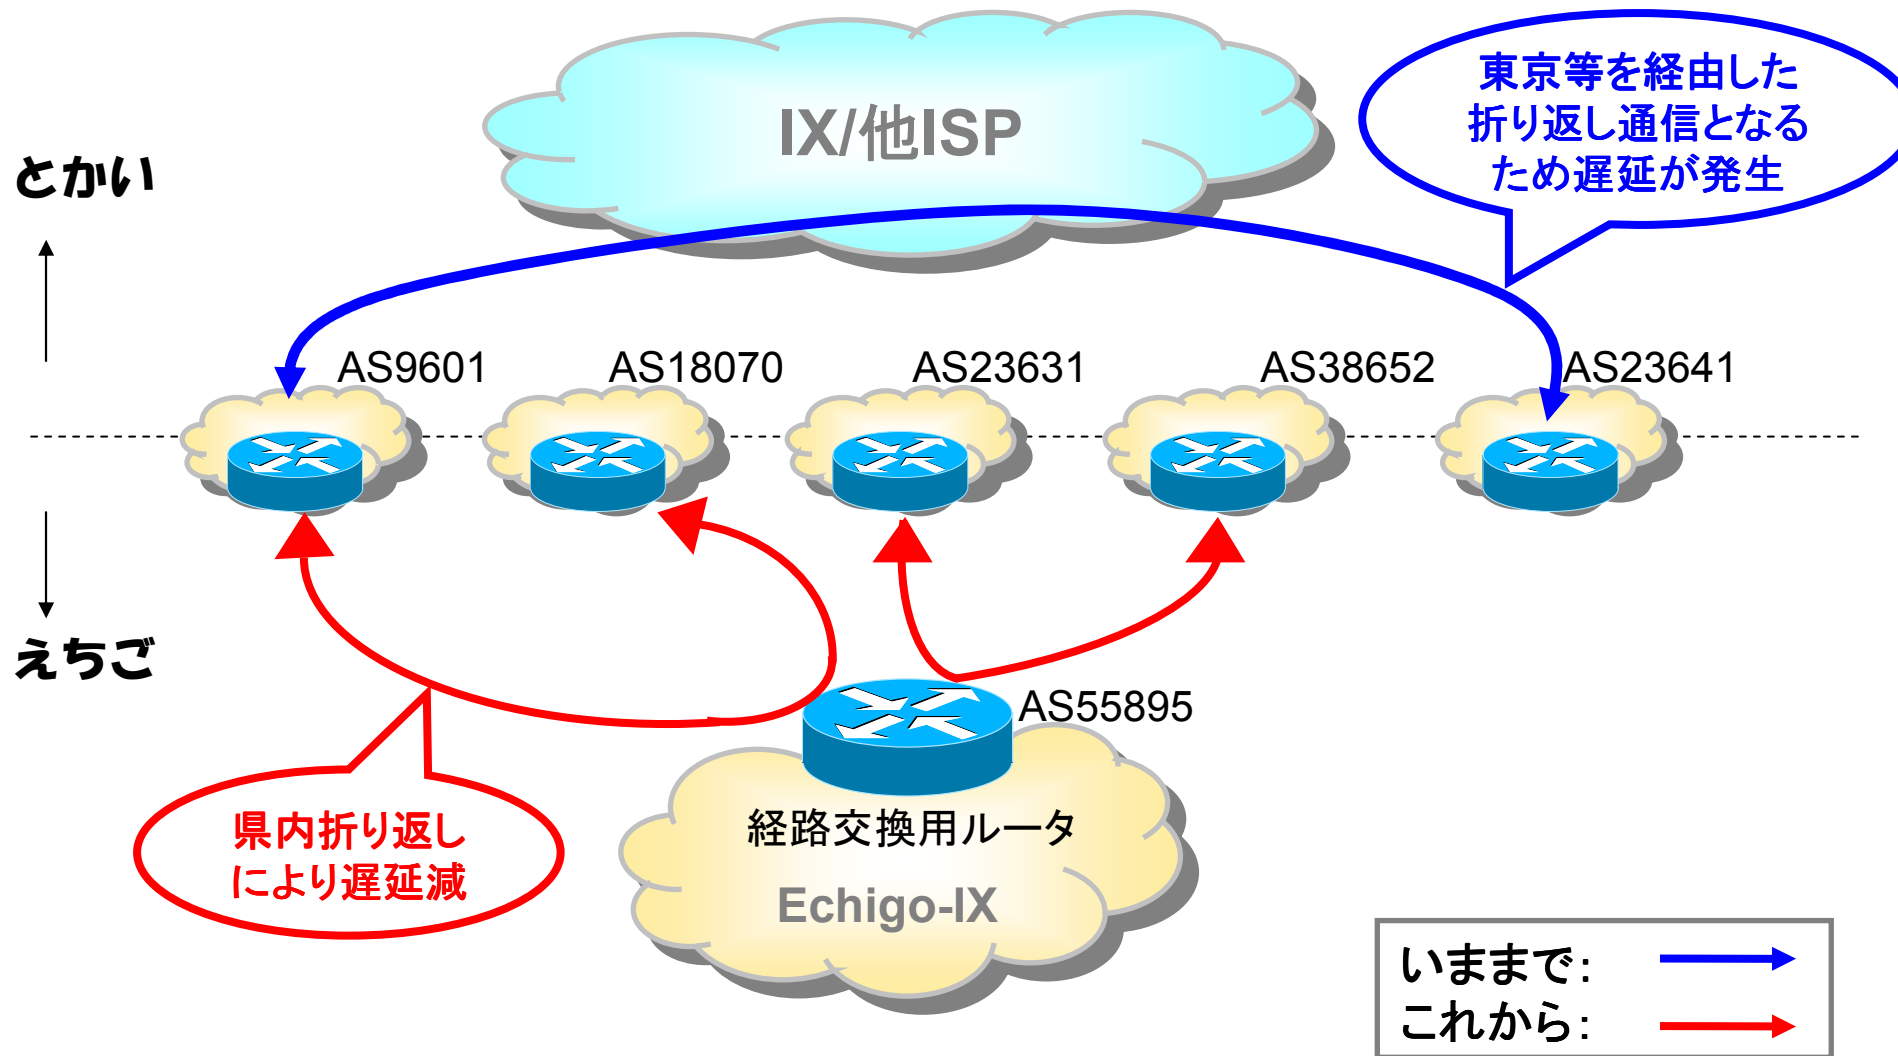 IX/他ISP
東京等を経由した
折り返し通信となる
ため遅延が発生
とかい
AS9601
AS18070
AS23631
AS38652
AS23641
えちご
AS55895
経路交換用ルータ
Echigo-IX
県内折り返し
により遅延減
いままで：
これから：